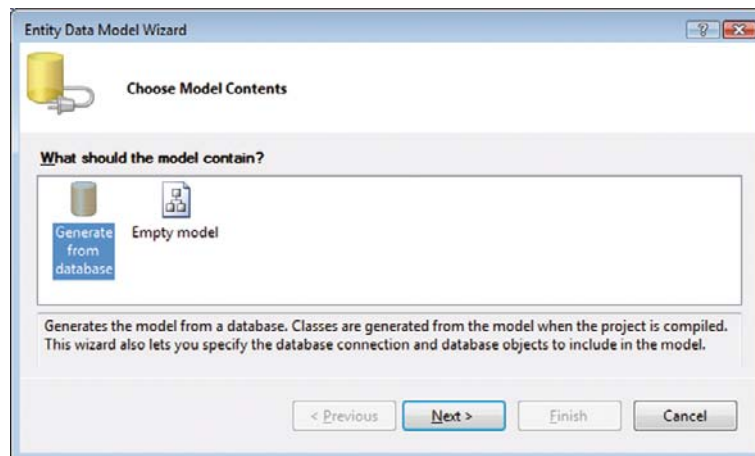 Entity Data Model Wizard
Choose Model Contents
What should the model contain?
Generate
from
database
Empty model
Generates the model from a database. Classes are generated from the model when the project is compiled.
This wizard also lets you specify the database connection and database objects to include in the model.
< Previous
Next >
Finish
Cancel